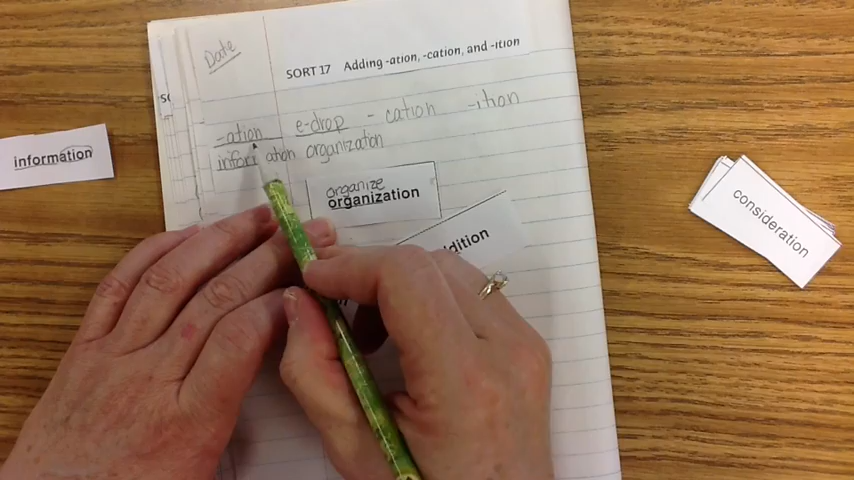 Date
SORT 17 Adding -ation, -cation, and -ition
-ation e-drop -cation -ition
information organization
information
organize
organization
consideration